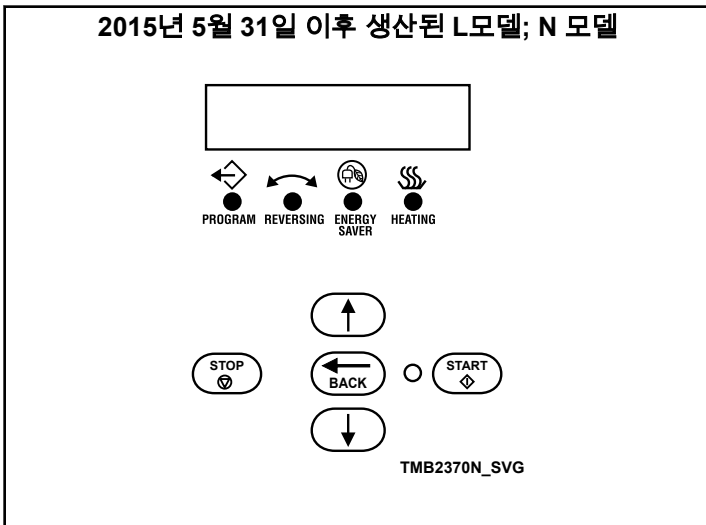 2015년 5월 31일 이후 생산된 L모델; N 모델
PROGRAM REVERSING ENERGY SAVER HEATING
STOP
BACK
START
TMB2370N_SVG